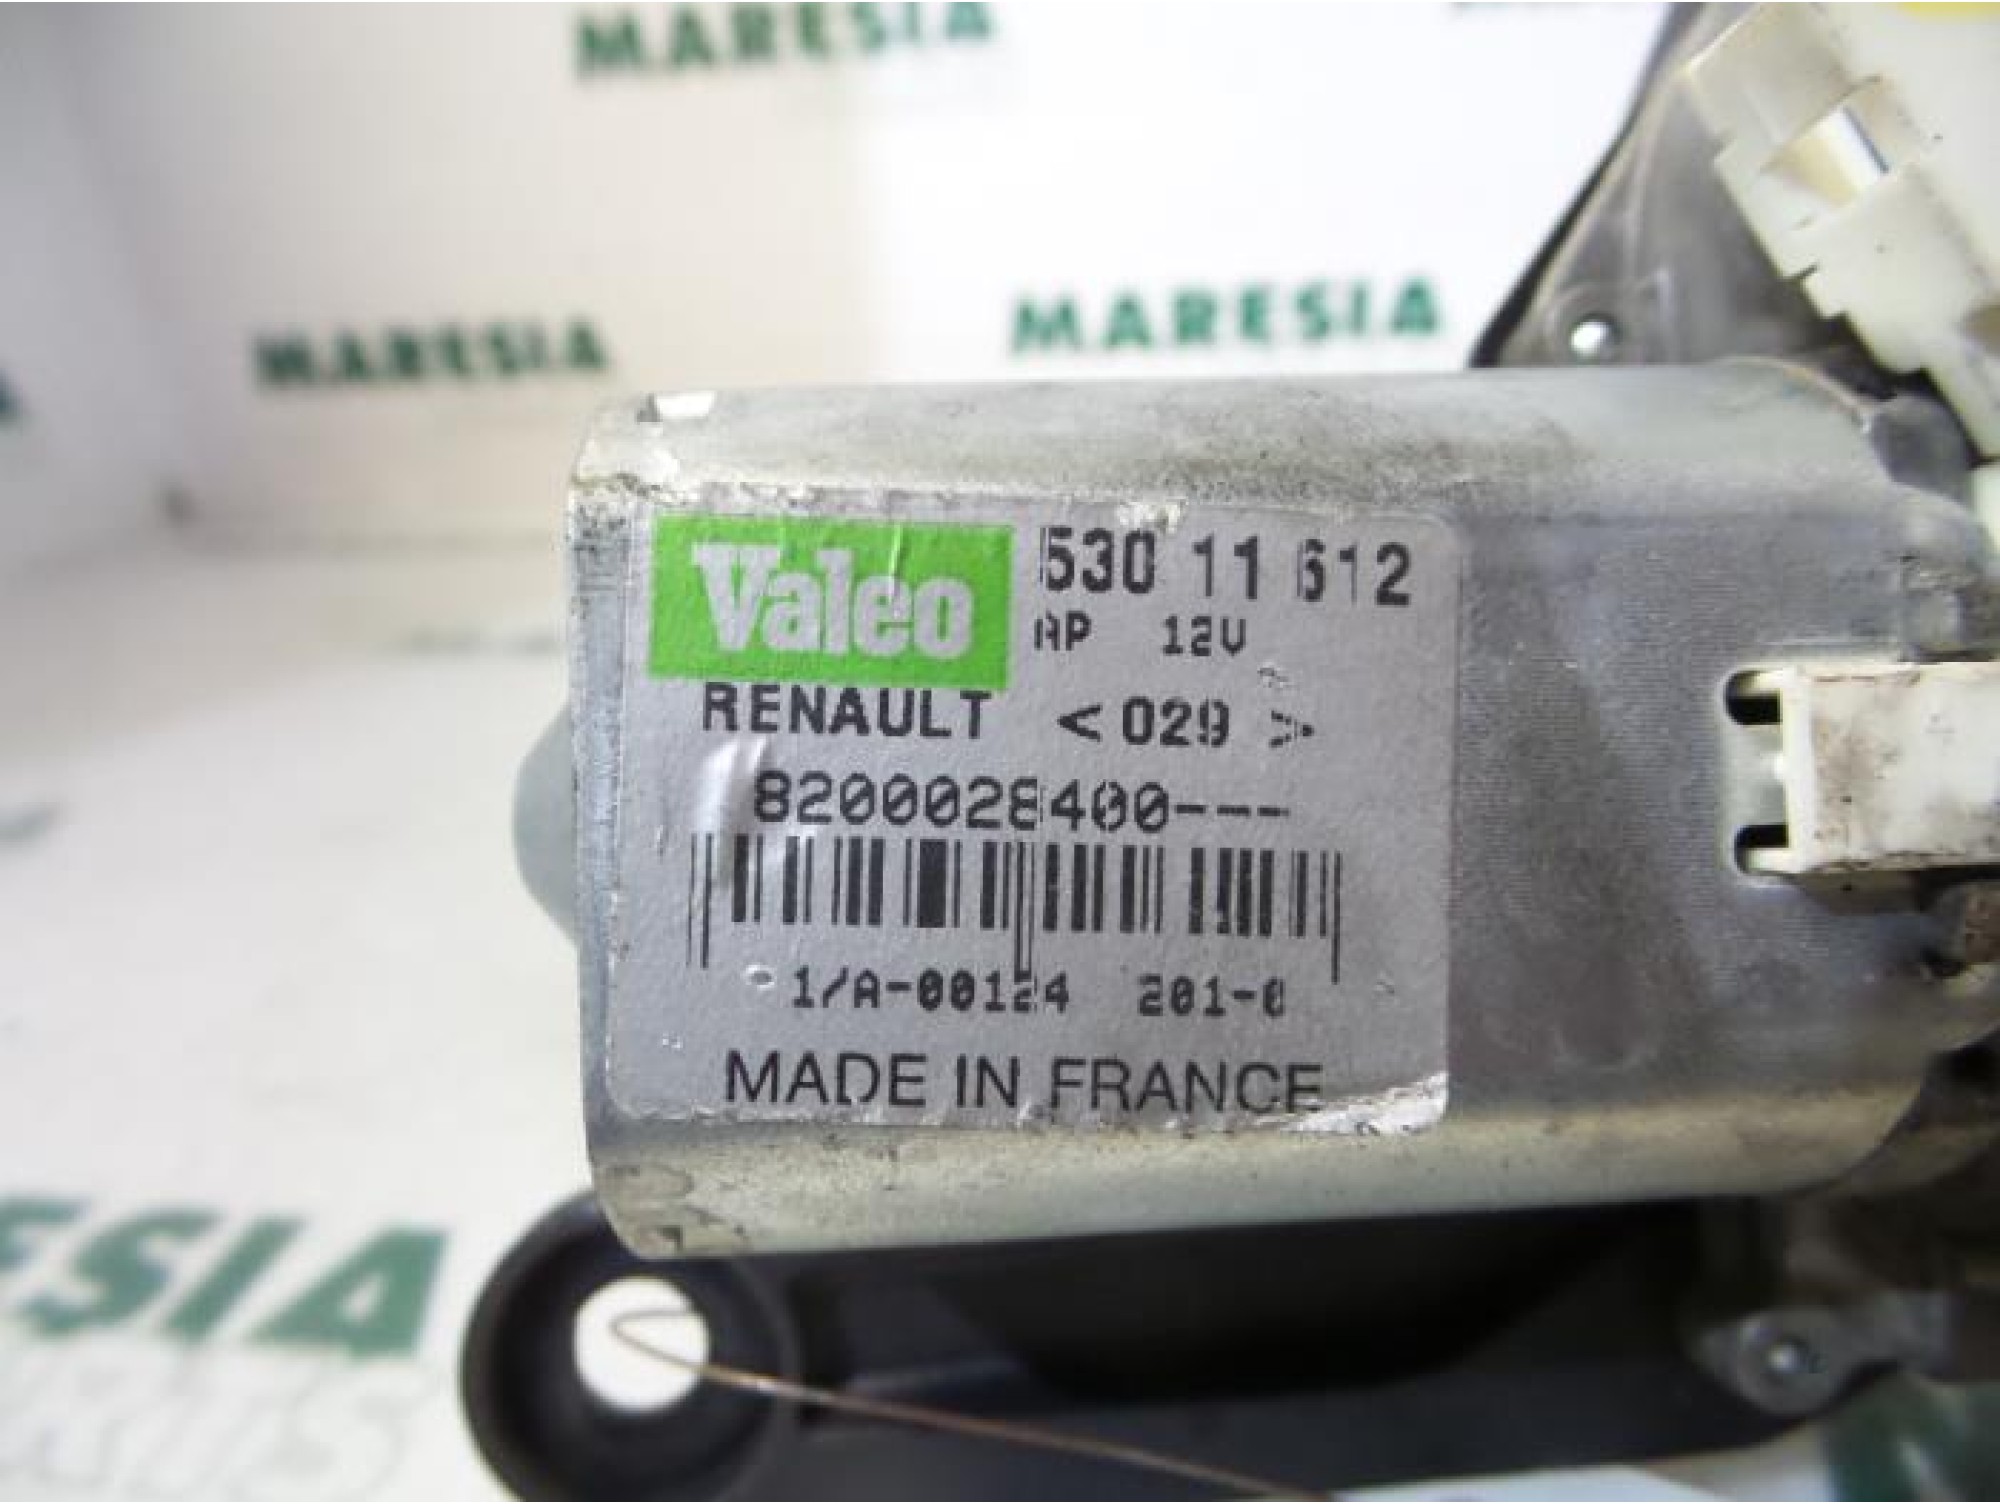 MARESIA
MARESIA
MARESIA
Valeo
530 11 612
AP 12V
RENAULT <029 >
8200028400---
1/A-00124 201-0
MADE IN FRANCE
ESIA